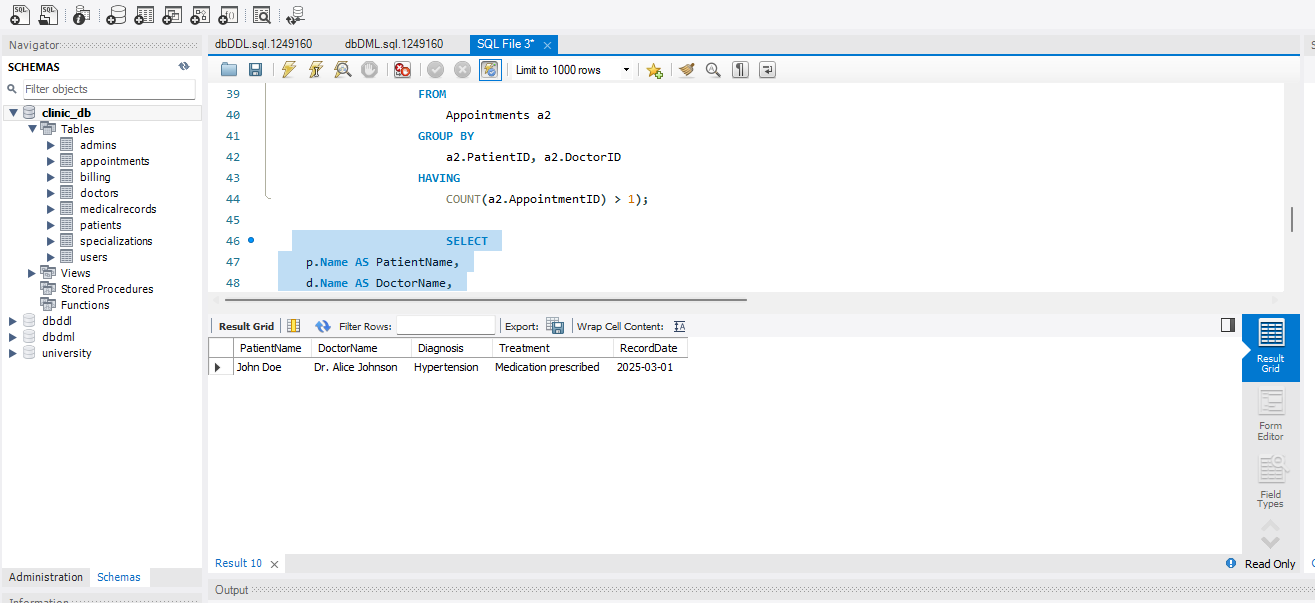 Navigator
SCHEMAS
Filter objects
clinic_db
Tables
admins
appointments
billing
doctors
medicalrecords
patients
specializations
users
Views
Stored Procedures
Functions
dbddl
dbdml
university
Administration Schemas
Information
dbDDL.sql.1249160 dbDML.sql.1249160 SQL File 3*
Limit to 1000 rows
39 FROM
40 Appointments a2
41 GROUP BY
42 a2.PatientID, a2.DoctorID
43 HAVING
44 COUNT(a2.AppointmentID) > 1);
45
46 SELECT
47 p.Name AS PatientName,
48 d.Name AS DoctorName,
Result Grid Filter Rows: Export: Wrap Cell Content:
PatientName DoctorName Diagnosis Treatment RecordDate
John Doe Dr. Alice Johnson Hypertension Medication prescribed 2025-03-01
Result
Grid
Form
Editor
Field
Types
Result 10
Read Only
Output